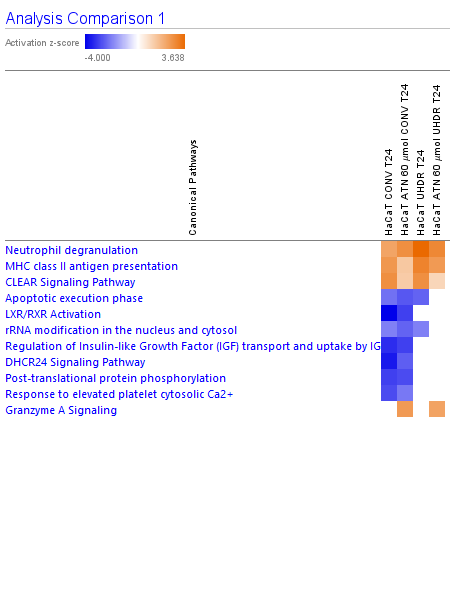 Analysis Comparison 1
Activation z-score
-4.000 3.638
Canonical Pathways
HaCaT CONV T24
HaCaT ATN 60 µmol CONV T24
HaCaT UHDR T24
HaCaT ATN 60 µmol UHDR T24
Neutrophil degranulation
MHC class II antigen presentation
CLEAR Signaling Pathway
Apoptotic execution phase
LXR/RXR Activation
rRNA modification in the nucleus and cytosol
Regulation of Insulin-like Growth Factor (IGF) transport and uptake by IG
DHCR24 Signaling Pathway
Post-translational protein phosphorylation
Response to elevated platelet cytosolic Ca2+
Granzyme A Signaling